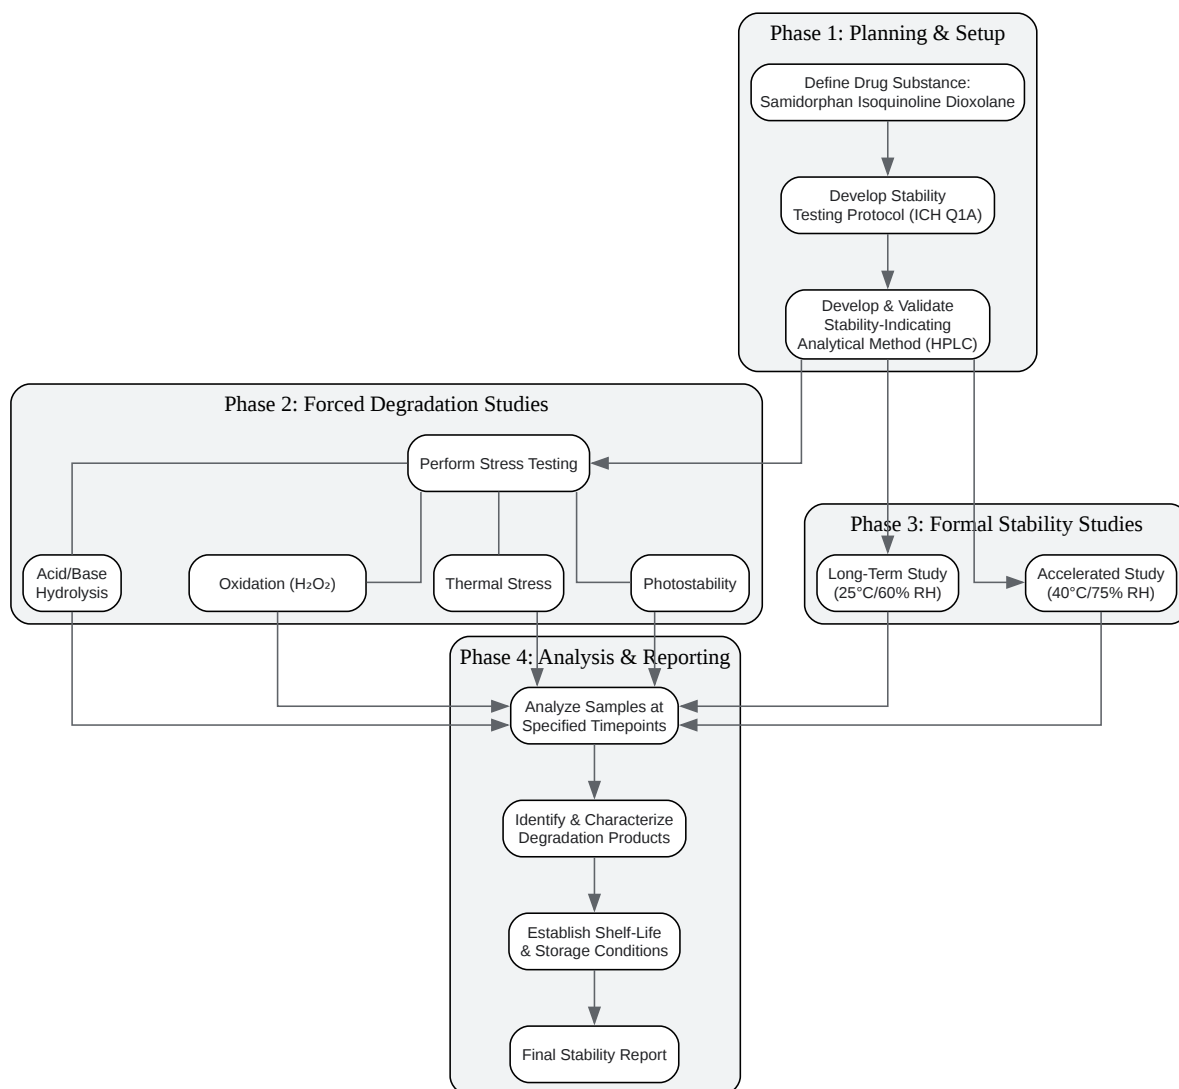 Phase 1: Planning & Setup
Define Drug Substance:
Samidorphan Isoquinoline Dioxolane
Develop Stability
Testing Protocol (ICH Q1A)
Develop & Validate
Stability-Indicating
Analytical Method (HPLC)
Phase 2: Forced Degradation Studies
Perform Stress Testing
Acid/Base
Hydrolysis
Oxidation (H₂O₂)
Thermal Stress
Photostability
Phase 3: Formal Stability Studies
Long-Term Study
(25°C/60% RH)
Accelerated Study
(40°C/75% RH)
Phase 4: Analysis & Reporting
Analyze Samples at
Specified Timepoints
Identify & Characterize
Degradation Products
Establish Shelf-Life
& Storage Conditions
Final Stability Report